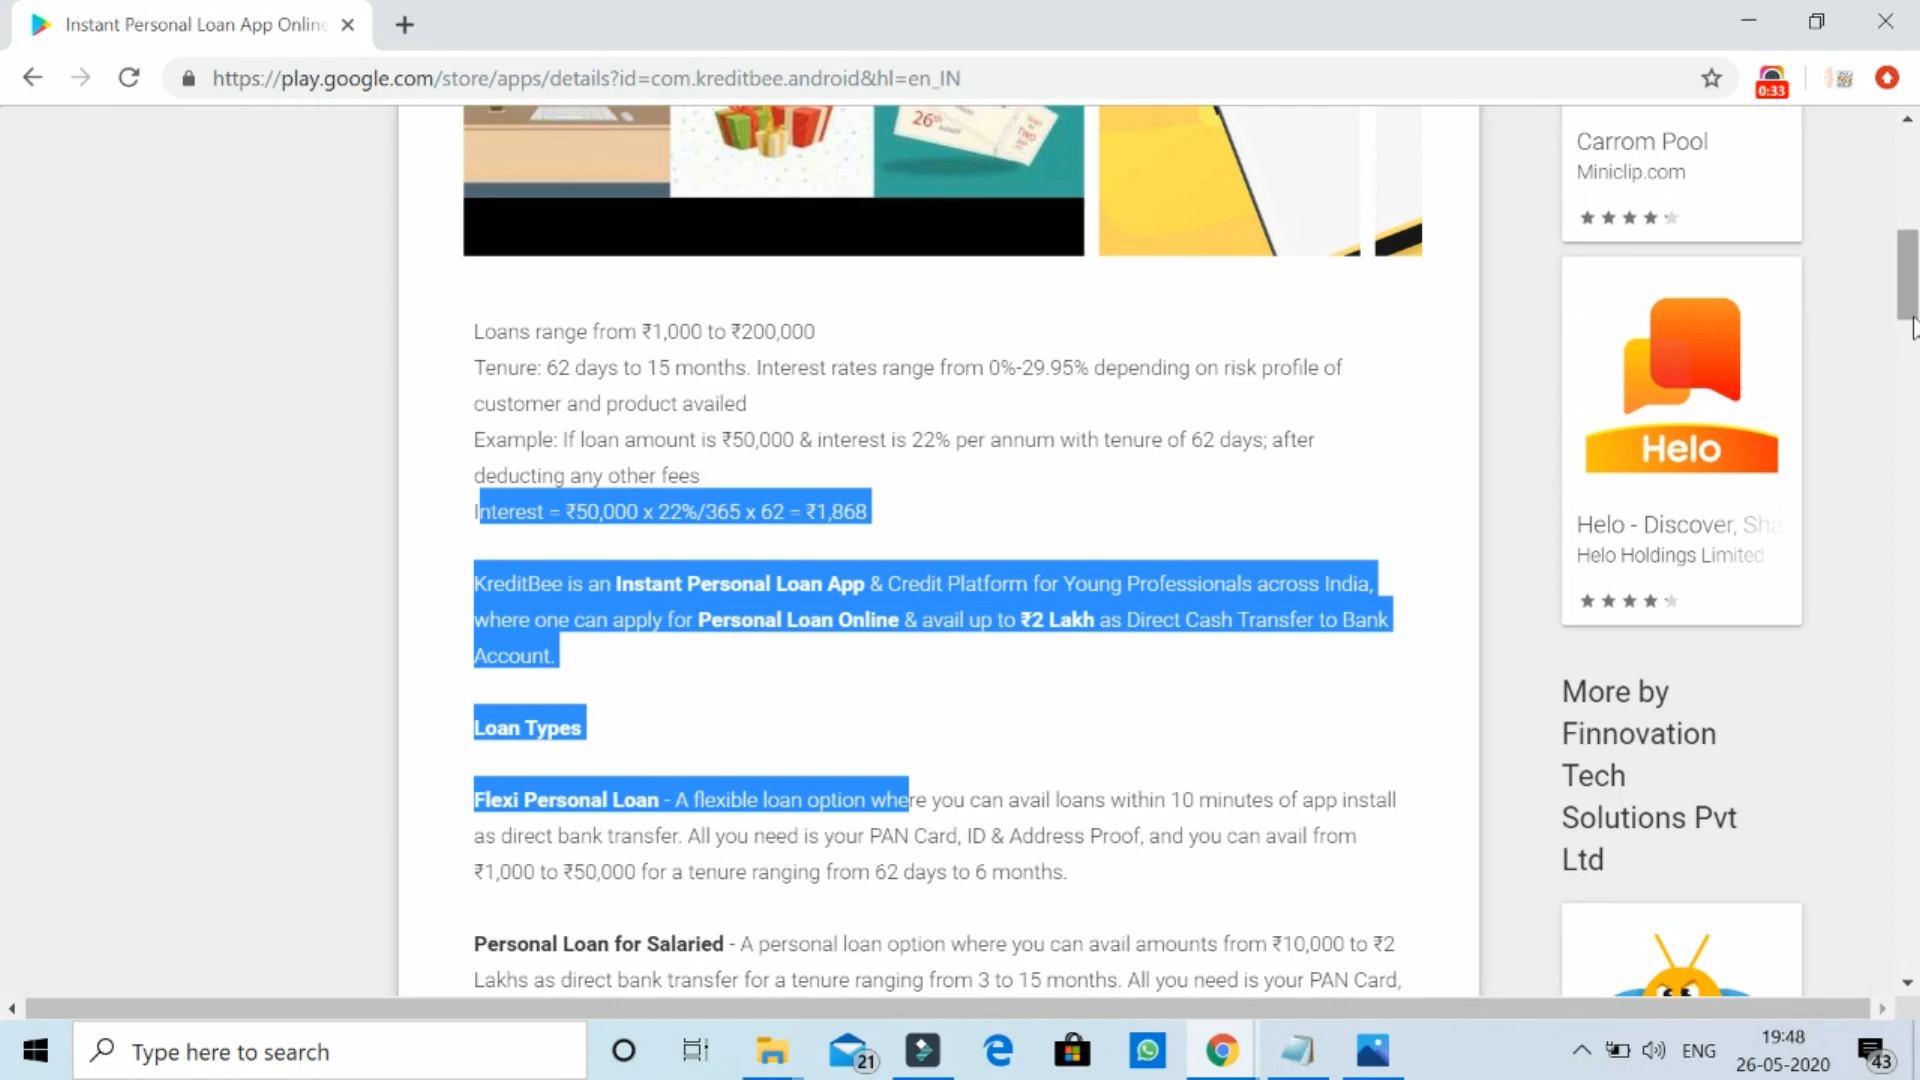 Instant Personal Loan App Online
https://play.google.com/store/apps/details?id=com.kreditbee.android&hl=en_IN
0:33
26th
TWO
Carrom Pool
Miniclip.com
Loans range from ₹1,000 to ₹200,000
Tenure: 62 days to 15 months. Interest rates range from 0%-29.95% depending on risk profile of
customer and product availed
Example: If loan amount is ₹50,000 & interest is 22% per annum with tenure of 62 days; after
deducting any other fees
Interest = ₹50,000 x 22%/365 x 62 = ₹1,868
KreditBee is an Instant Personal Loan App & Credit Platform for Young Professionals across India,
where one can apply for Personal Loan Online & avail up to ₹2 Lakh as Direct Cash Transfer to Bank
Account.
Loan Types
Flexi Personal Loan - A flexible loan option where you can avail loans within 10 minutes of app install
as direct bank transfer. All you need is your PAN Card, ID & Address Proof, and you can avail from
₹1,000 to ₹50,000 for a tenure ranging from 62 days to 6 months.
Personal Loan for Salaried - A personal loan option where you can avail amounts from ₹10,000 to ₹2
Lakhs as direct bank transfer for a tenure ranging from 3 to 15 months. All you need is your PAN Card,
Helo
Helo - Discover, Sha
Helo Holdings Limited
More by
Finnovation
Tech
Solutions Pvt
Ltd
Type here to search
21
ENG
19:48
26-05-2020
43